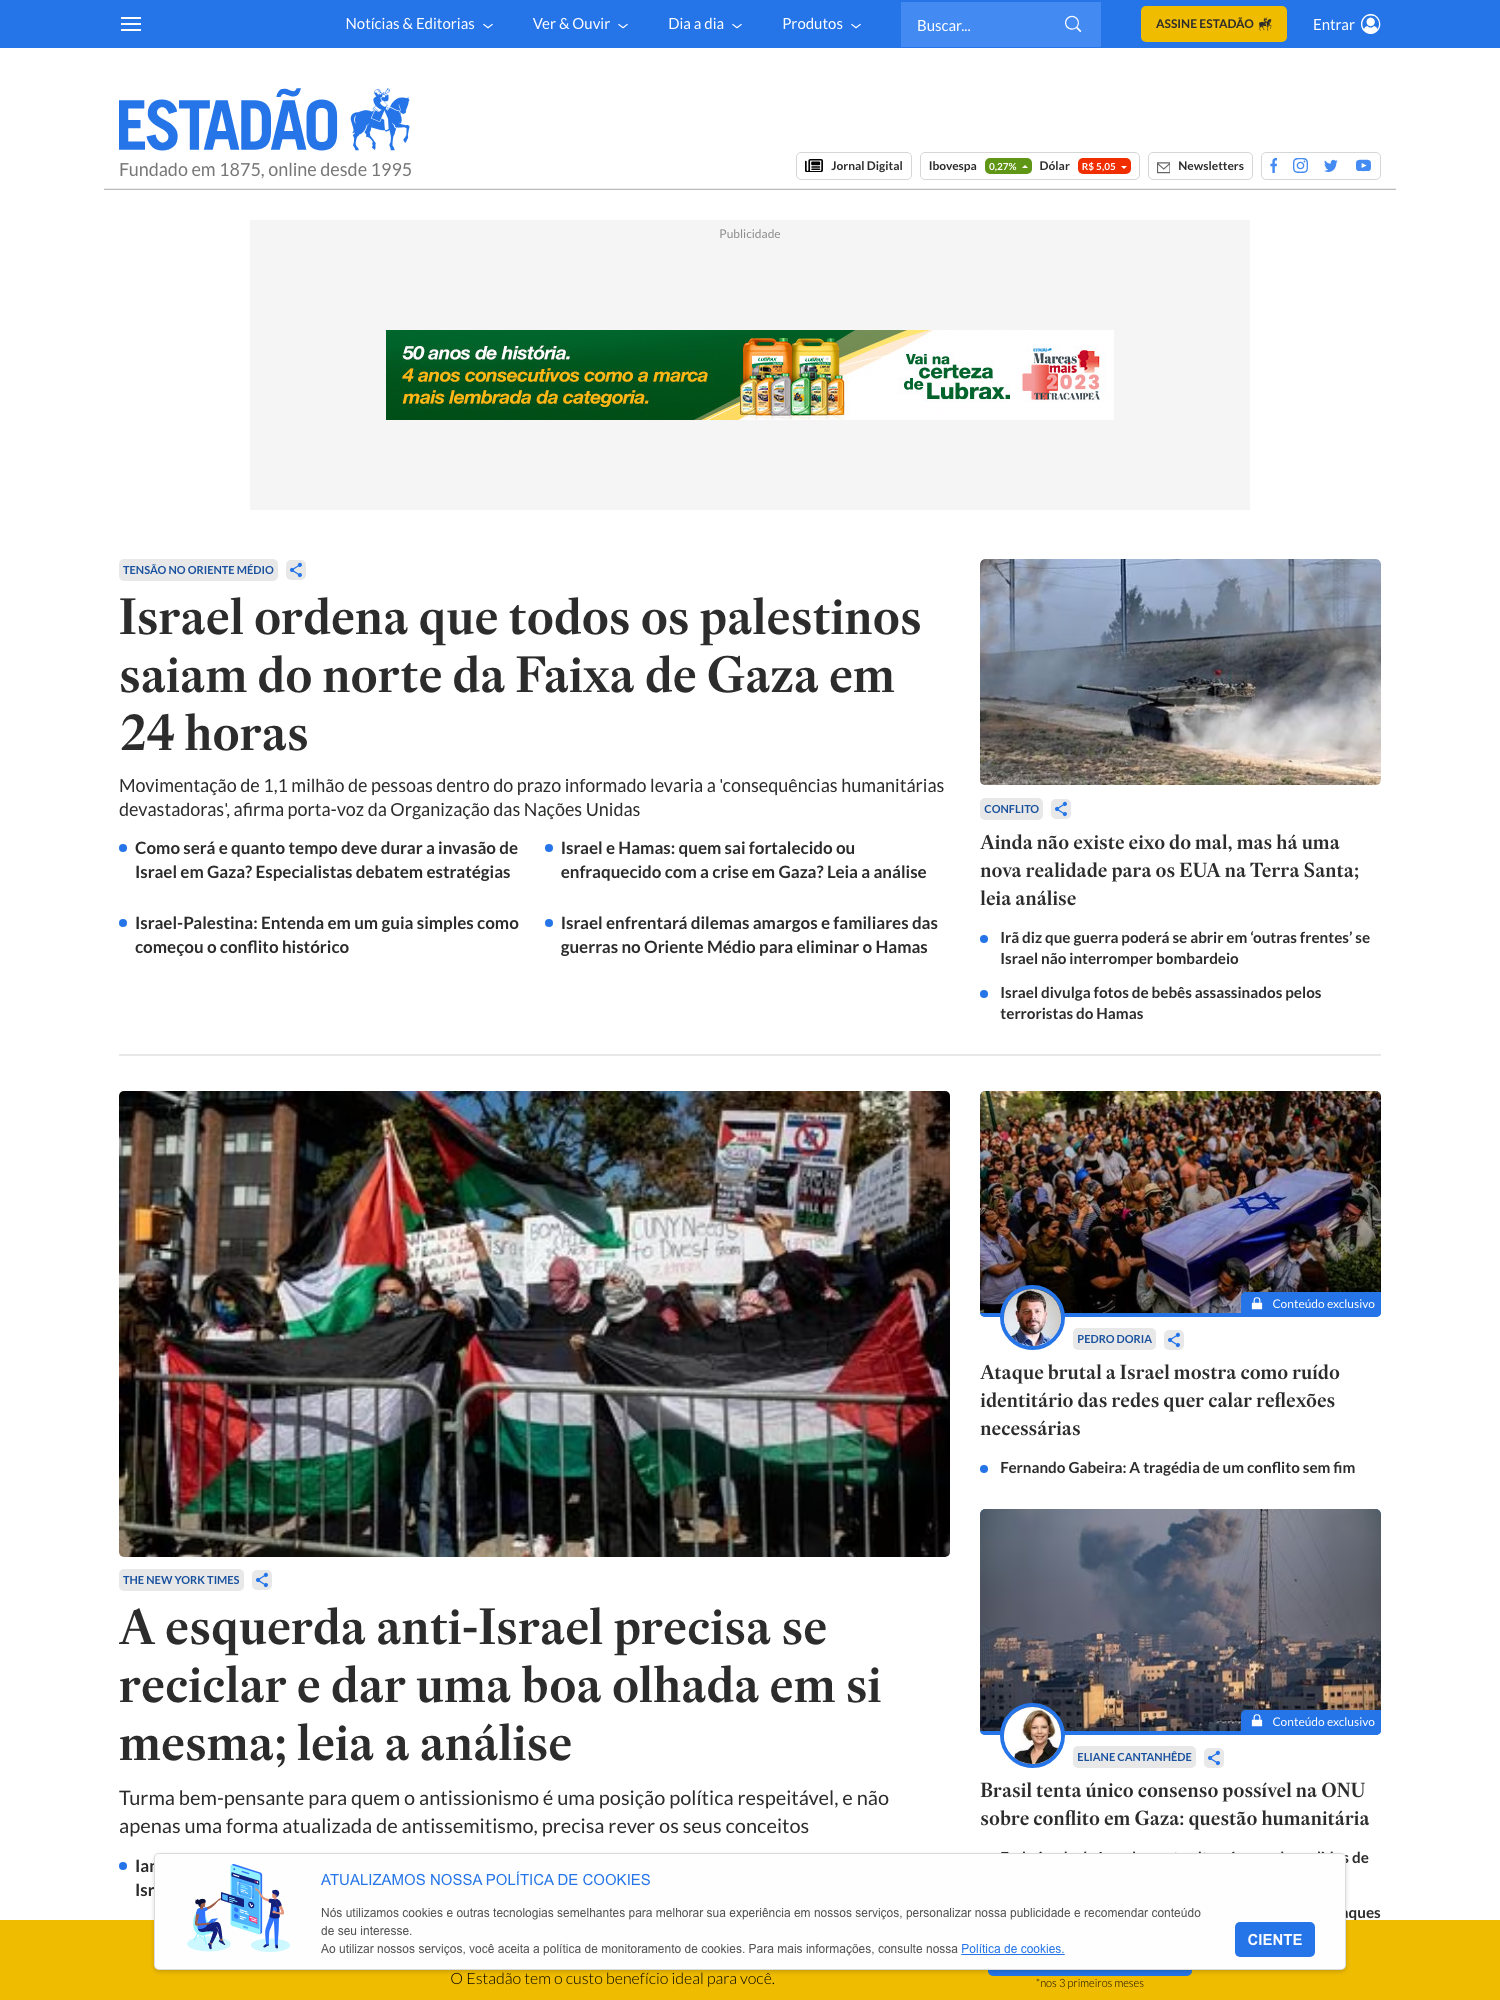 Notícias & Editorias
Ver & Ouvir
Dia a dia
Produtos
Buscar...
ASSINE ESTADÃO
Entrar
ESTADÃO
Fundado em 1875, online desde 1995
Jornal Digital
Ibovespa 0,27% Dólar R$ 5,05
Newsletters
Publicidade
50 anos de história.
4 anos consecutivos como a marca
mais lembrada da categoria.
Vai na
certeza
de Lubrax.
Marcas
mais
2023
TETRACAMPEÃ
TENSÃO NO ORIENTE MÉDIO
Israel ordena que todos os palestinos
saiam do norte da Faixa de Gaza em
24 horas
Movimentação de 1,1 milhão de pessoas dentro do prazo informado levaria a 'consequências humanitárias
devastadoras', afirma porta-voz da Organização das Nações Unidas
Como será e quanto tempo deve durar a invasão de
Israel em Gaza? Especialistas debatem estratégias
Israel e Hamas: quem sai fortalecido ou
enfraquecido com a crise em Gaza? Leia a análise
Israel-Palestina: Entenda em um guia simples como
começou o conflito histórico
Israel enfrentará dilemas amargos e familiares das
guerras no Oriente Médio para eliminar o Hamas
CONFLITO
Ainda não existe eixo do mal, mas há uma
nova realidade para os EUA na Terra Santa;
leia análise
Irã diz que guerra poderá se abrir em ‘outras frentes’ se
Israel não interromper bombardeio
Israel divulga fotos de bebês assassinados pelos
terroristas do Hamas
CUNY Needs
to Divest from
THE NEW YORK TIMES
A esquerda anti-Israel precisa se
reciclar e dar uma boa olhada em si
mesma; leia a análise
Turma bem-pensante para quem o antissionismo é uma posição política respeitável, e não
apenas uma forma atualizada de antissemitismo, precisa rever os seus conceitos
Conteúdo exclusivo
PEDRO DORIA
Ataque brutal a Israel mostra como ruído
identitário das redes quer calar reflexões
necessárias
Fernando Gabeira: A tragédia de um conflito sem fim
Conteúdo exclusivo
ELIANE CANTANHÊDE
Brasil tenta único consenso possível na ONU
sobre conflito em Gaza: questão humanitária
de
ATUALIZAMOS NOSSA POLÍTICA DE COOKIES
Nós utilizamos cookies e outras tecnologias semelhantes para melhorar sua experiência em nossos serviços, personalizar nossa publicidade e recomendar conteúdo
de seu interesse.
Ao utilizar nossos serviços, você aceita a política de monitoramento de cookies. Para mais informações, consulte nossa Política de cookies.
CIENTE
O Estadão tem o custo benefício ideal para você.
*nos 3 primeiros meses